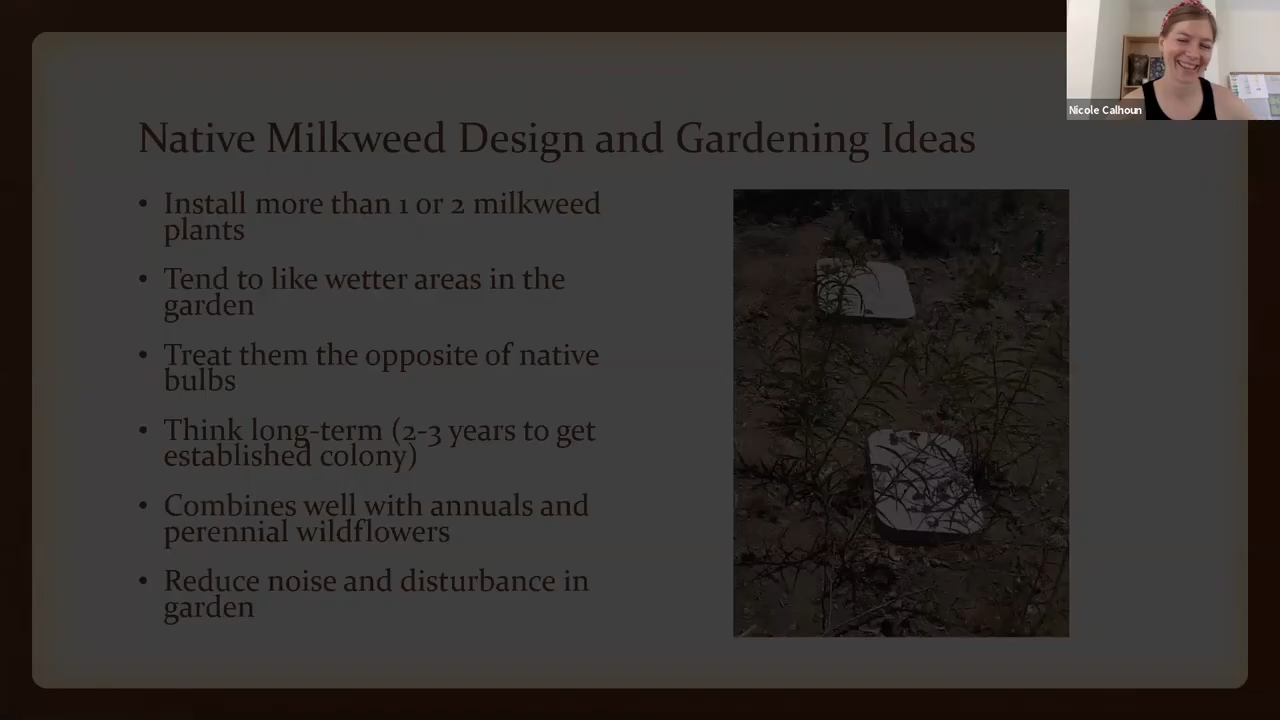 Nicole Calhoun
Native Milkweed Design and Gardening Ideas
• Install more than 1 or 2 milkweed
plants
• Tend to like wetter areas in the
garden
• Treat them the opposite of native
bulbs
• Think long-term (2-3 years to get
established colony)
• Combines well with annuals and
perennial wildflowers
• Reduce noise and disturbance in
garden